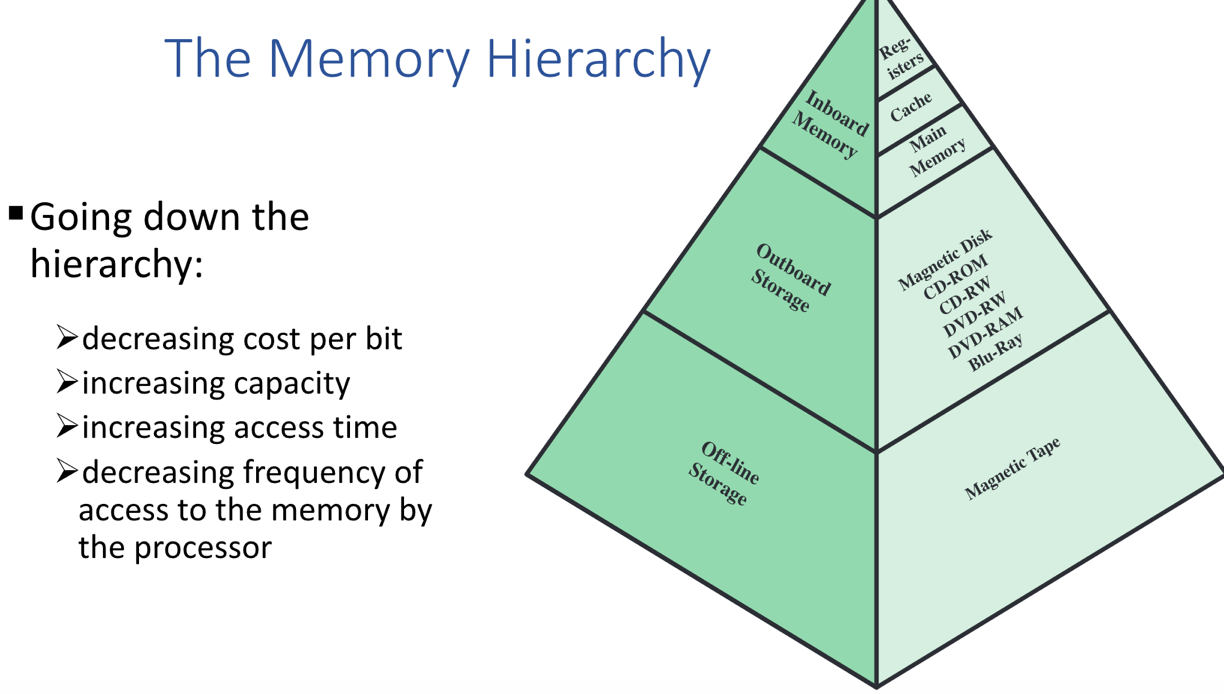 The Memory Hierarchy
▪Going down the
hierarchy:
➢decreasing cost per bit
➢increasing capacity
➢increasing access time
➢decreasing frequency of
access to the memory by
the processor
Inboard
Memory
Outboard
Storage
Off-line
Storage
Reg-
isters
Cache
Main
Memory
Magnetic Disk
CD-ROM
CD-RW
DVD-RW
DVD-RAM
Blu-Ray
Magnetic Tape